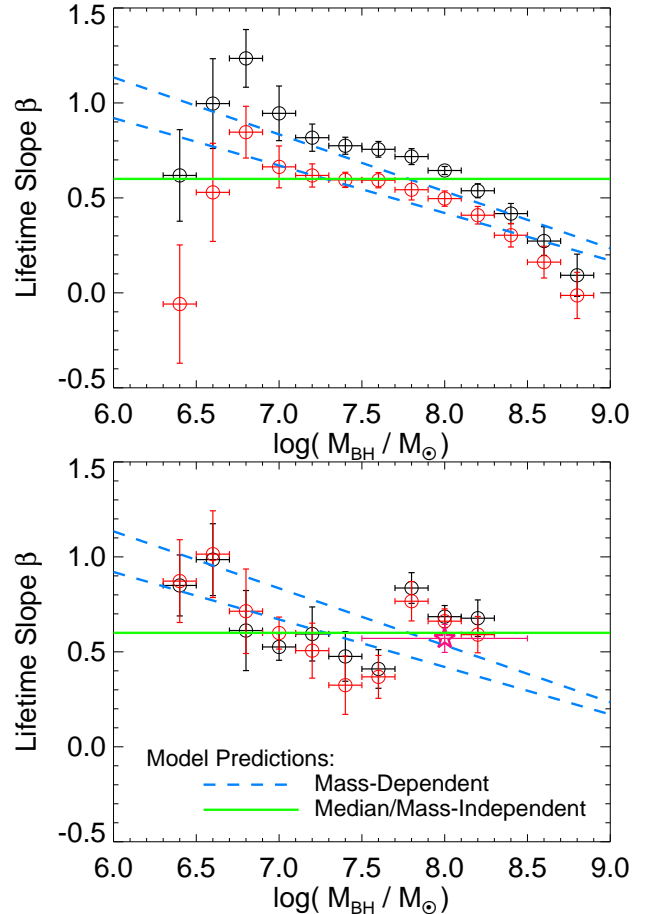 1.5
1.0
0.5
0.0
-0.5
Lifetime Slope β
6.0 6.5 7.0 7.5 8.0 8.5 9.0
log( M_BH / M_⊙)
1.5
1.0
0.5
0.0
-0.5
Lifetime Slope β
Model Predictions:
Mass-Dependent
Median/Mass-Independent
6.0 6.5 7.0 7.5 8.0 8.5 9.0
log( M_BH / M_⊙)